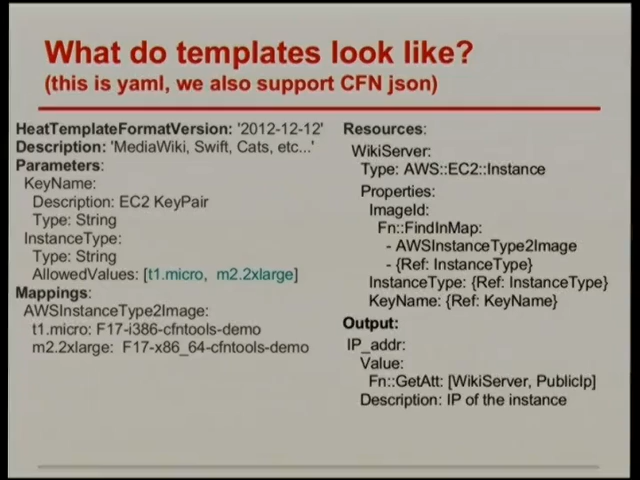 What do templates look like?
(this is yaml, we also support CFN json)
HeatTemplateFormatVersion: '2012-12-12'
Description: 'MediaWiki, Swift, Cats, etc...'
Parameters:
KeyName:
Description: EC2 KeyPair
Type: String
InstanceType:
Type: String
AllowedValues: [t1.micro, m2.2xlarge]
Mappings:
AWSInstanceType2Image:
t1.micro: F17-i386-cfntools-demo
m2.2xlarge: F17-x86_64-cfntools-demo
Resources:
WikiServer:
Type: AWS::EC2::Instance
Properties:
ImageId:
Fn::FindInMap:
- AWSInstanceType2Image
- {Ref: InstanceType}
InstanceType: {Ref: InstanceType}
KeyName: {Ref: KeyName}
Output:
IP_addr:
Value:
Fn::GetAtt: [WikiServer, PublicIp]
Description: IP of the instance